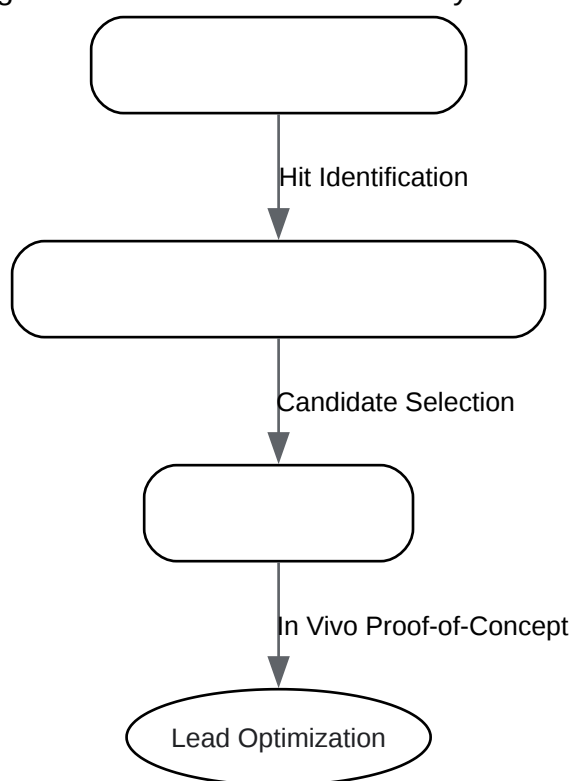 Hit Identification
Candidate Selection
In Vivo Proof-of-Concept
Lead Optimization